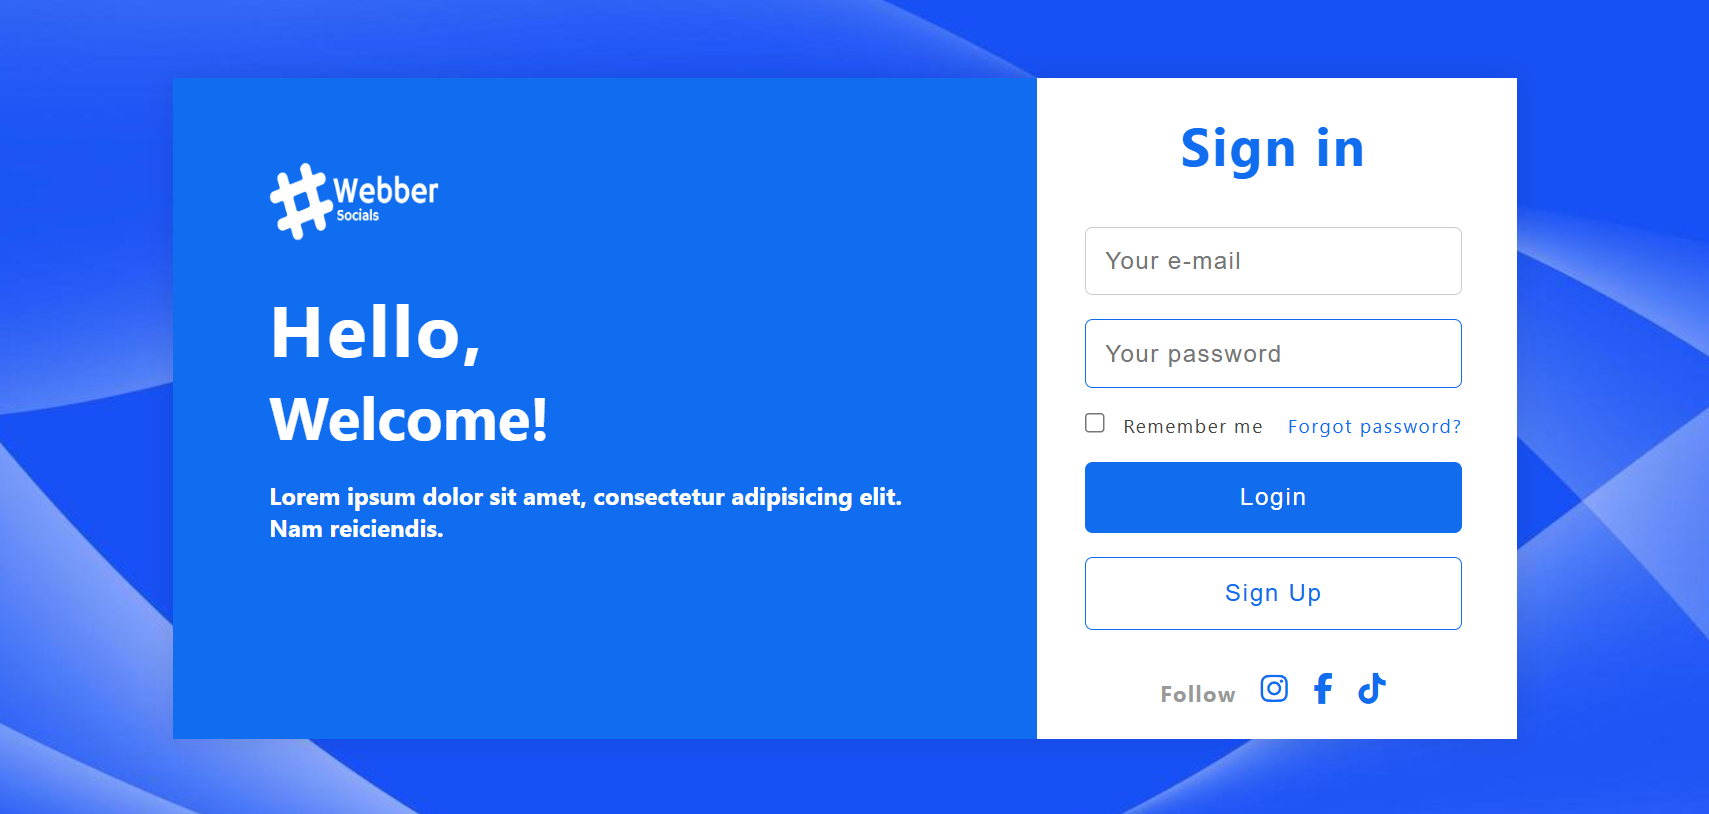 Webber
Socials
Hello,
Welcome!
Lorem ipsum dolor sit amet, consectetur adipisicing elit.
Nam reiciendis.
Sign in
Your e-mail
Your password
Remember me Forgot password?
Login
Sign Up
Follow